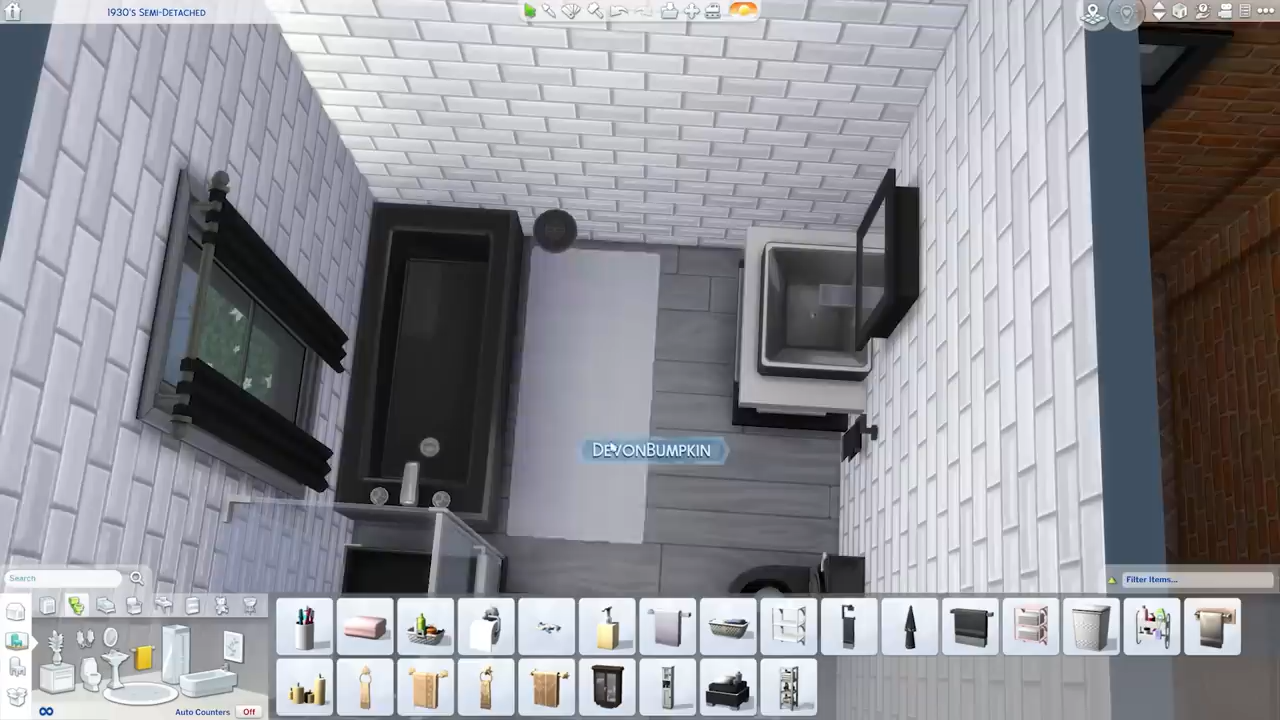 1930's Semi-Detached
DevonBumpkin
Search
Filter Items...
Auto Counters Off